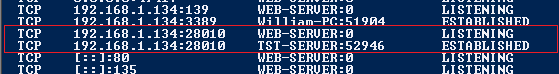 TCP 192.168.1.134:139 WEB-SERVER:0 LISTENING
TCP 192.168.1.134:3389 William-PC:51904 ESTABLISHED
TCP 192.168.1.134:28010 WEB-SERVER:0 LISTENING
TCP 192.168.1.134:28010 TST-SERVER:52946 ESTABLISHED
TCP [::]:80 WEB-SERVER:0 LISTENING
TCP [::]:135 WEB-SERVER:0 LISTENING